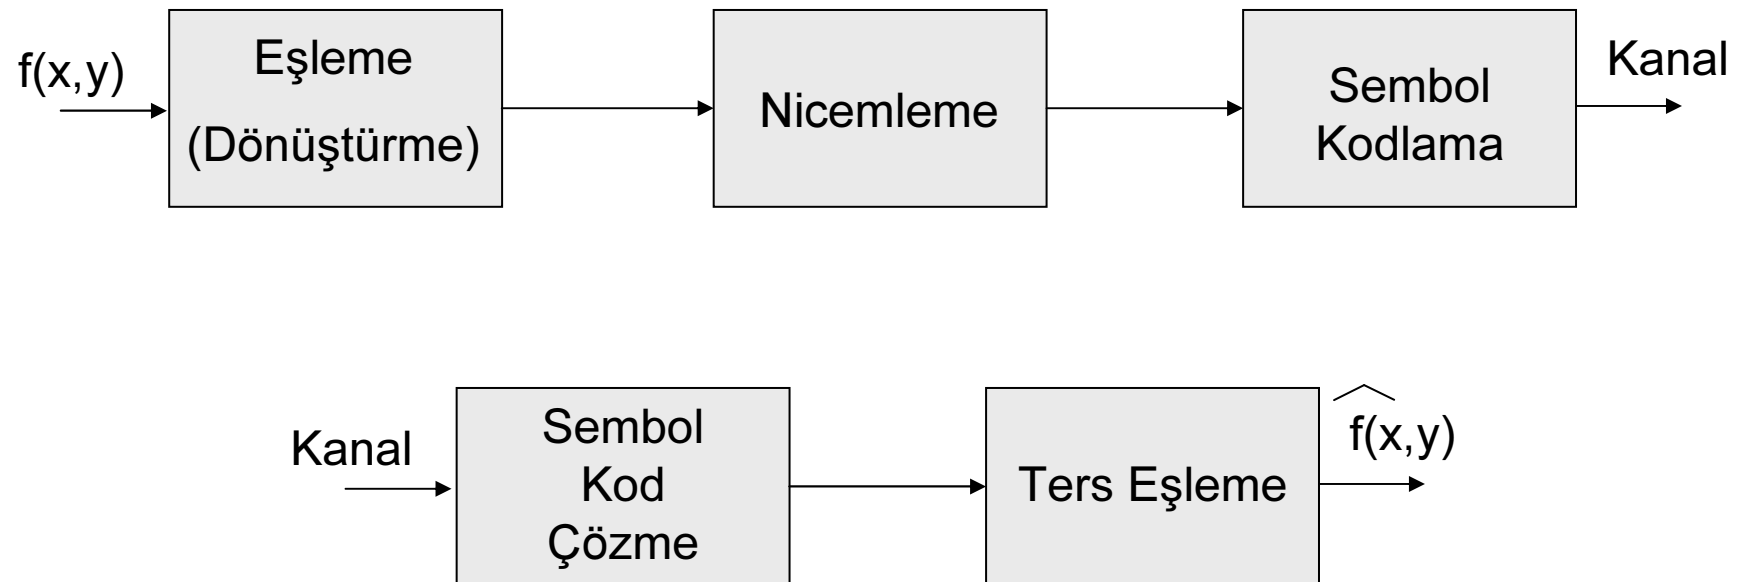 f(x,y)
Eşleme
(Dönüştürme)
Nicemleme
Sembol
Kodlama
Kanal
Kanal
Sembol
Kod
Çözme
Ters Eşleme
f(x,y)